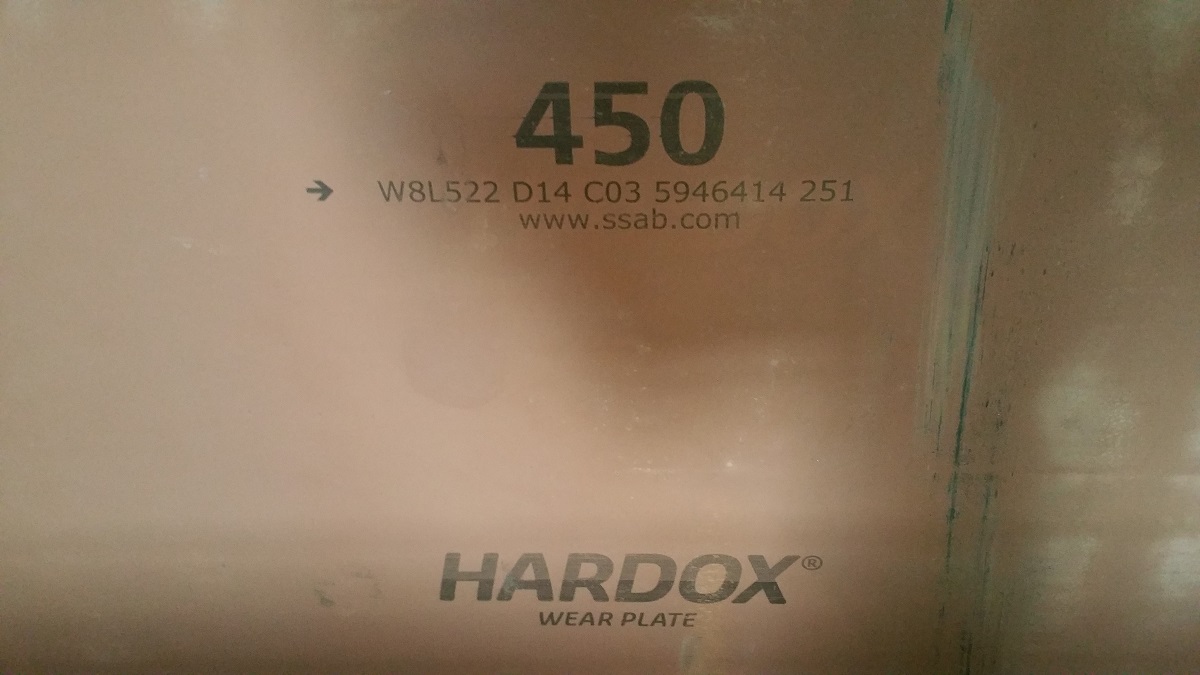 450
→ W8L522 D14 C03 5946414 251
www.ssab.com
HARDOX®
WEAR PLATE